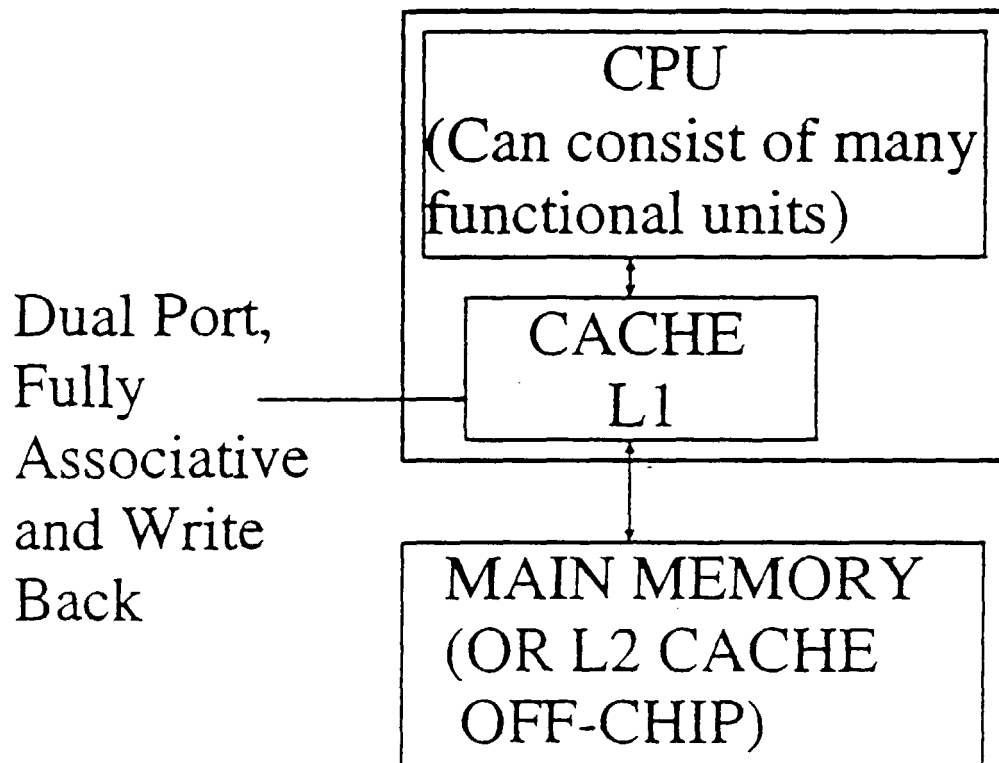 CPU
(Can consist of many
functional units)
CACHE
L1
Dual Port,
Fully
Associative
and Write
Back
MAIN MEMORY
(OR L2 CACHE
OFF-CHIP)